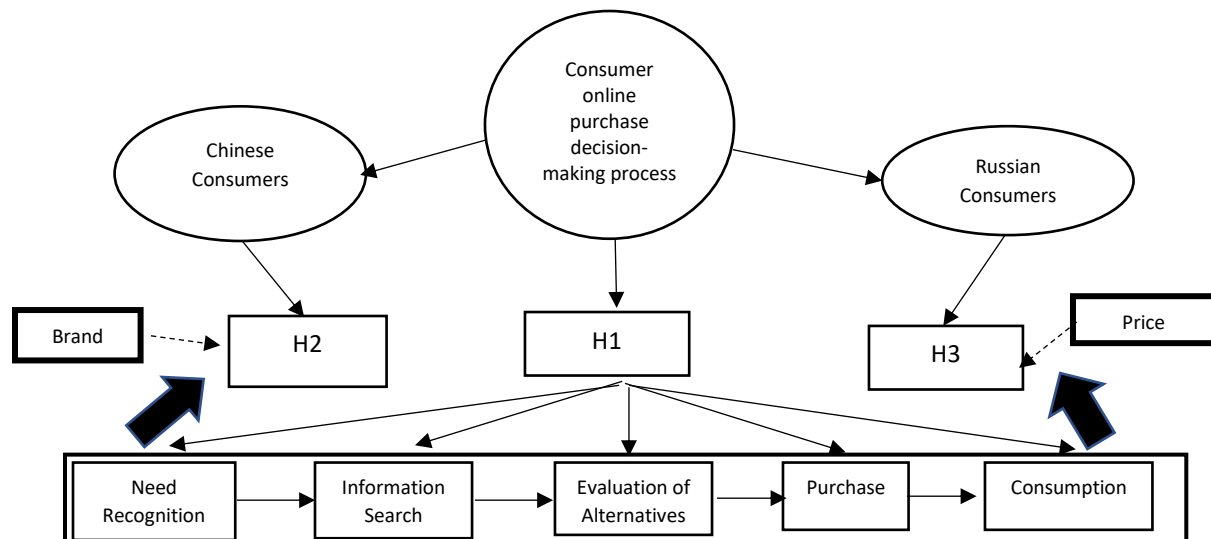 Consumer
online
purchase
decision-
making process
Chinese
Consumers
Russian
Consumers
Brand
H2
H1
H3
Price
Need
Recognition
Information
Search
Evaluation of
Alternatives
Purchase
Consumption